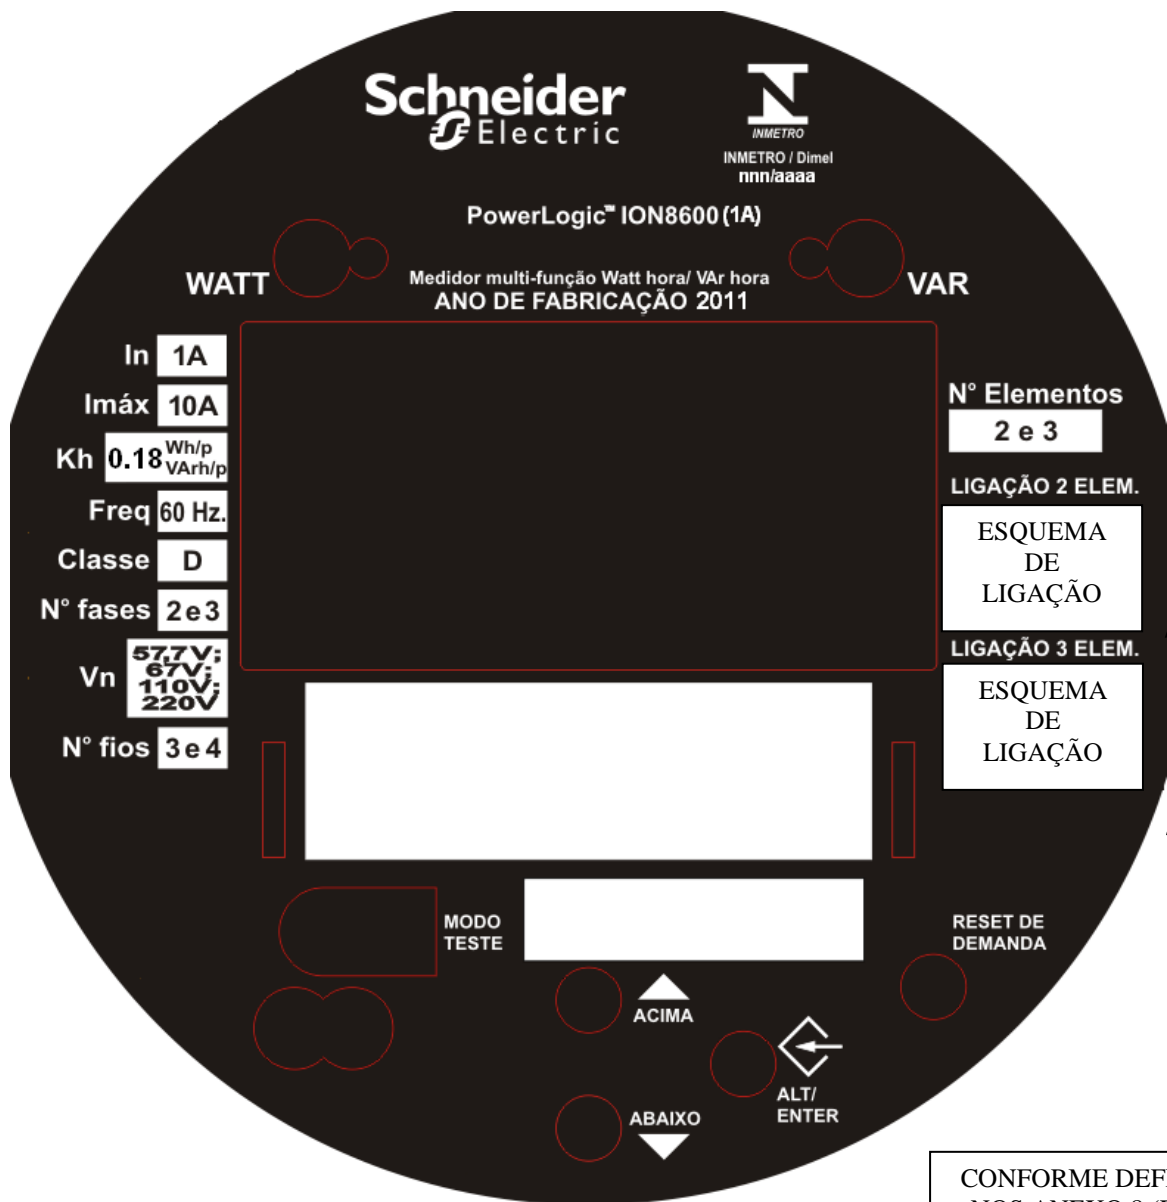 Schneider
Electric
INMETRO
INMETRO / Dimel
nnn/aaaa
PowerLogic™ ION8600 (1A)
WATT
Medidor multi-função Watt hora/ VAr hora
VAR
ANO DE FABRICAÇÃO 2011
In 1A
Imáx 10A
Kh 0.18 Wh/p
VArh/p
Freq 60 Hz.
Classe D
N° fases 2 e 3
Vn 57,7V;
67V;
110V;
220V
N° fios 3 e 4
N° Elementos
2 e 3
LIGAÇÃO 2 ELEM.
ESQUEMA
DE
LIGAÇÃO
LIGAÇÃO 3 ELEM.
ESQUEMA
DE
LIGAÇÃO
MODO
TESTE
RESET DE
DEMANDA
ACIMA
ALT/
ENTER
ABAIXO
CONFORME
NOS ANEXO